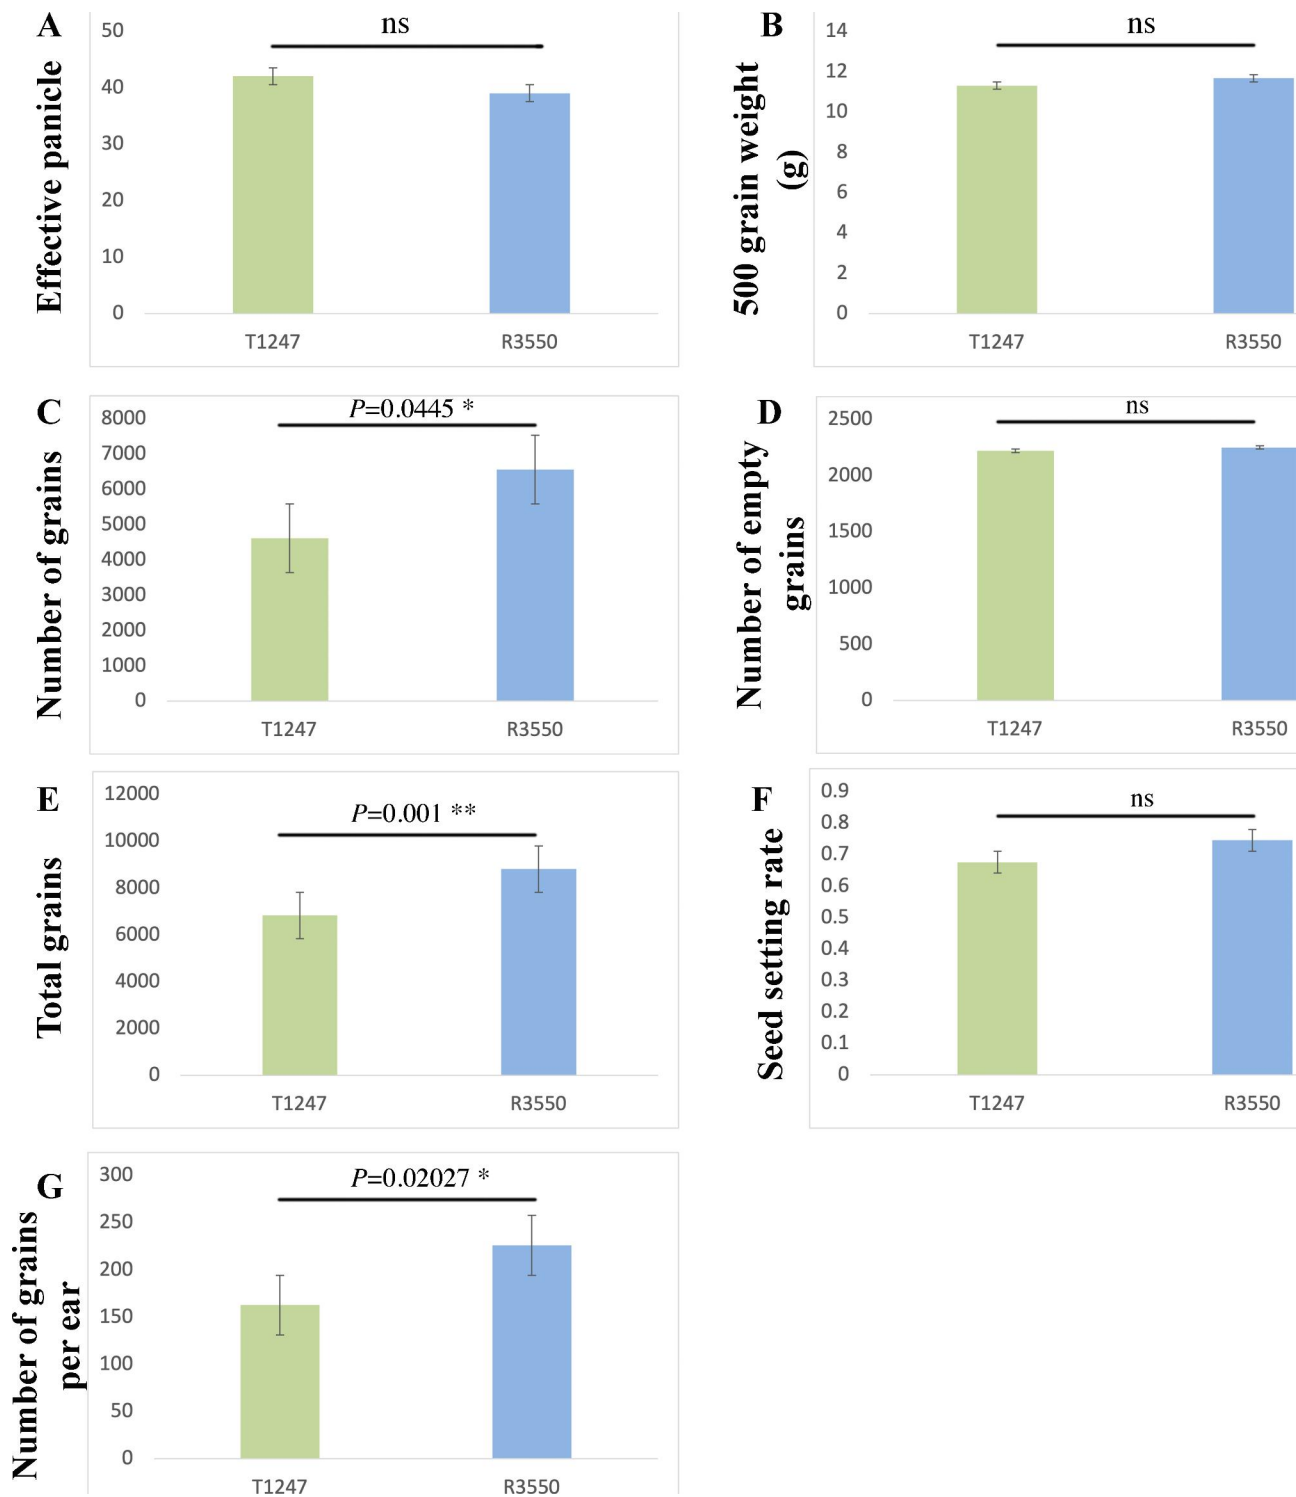 A
Effective panicle
50
40
30
20
10
0
ns
T1247
R3550
B
500 grain weight
(g)
14
12
10
8
6
4
2
0
ns
T1247
R3550
C
Number of grains
8000
7000
6000
5000
4000
3000
2000
1000
0
P=0.0445 *
T1247
R3550
D
Number of empty
grains
2500
2000
1500
1000
500
0
ns
T1247
R3550
E
Total grains
12000
10000
8000
6000
4000
2000
0
P=0.001 **
T1247
R3550
F
Seed setting rate
0.9
0.8
0.7
0.6
0.5
0.4
0.3
0.2
0.1
0
ns
T1247
R3550
G
Number of grains
per ear
300
250
200
150
100
50
0
P=0.02027 *
T1247
R3550